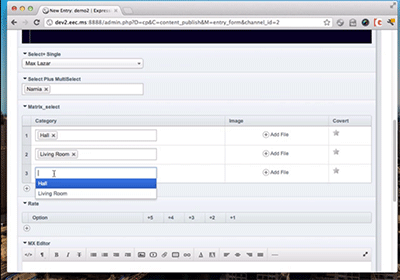 New Entry: demo2 | Express
dev2.eec.ms:8888/admin.php?D=cp&C=content_publish&M=entry_form&channel_id=2
Select+ Single
Max Lazar
Select Plus MultiSelect
Narnia
Matrix_select
Category Image Covert
1 Hall Add File
2 Living Room Add File
3 Add File
Hall
Living Room
Rate
Option +5 +4 +3 +2 +1
MX Editor